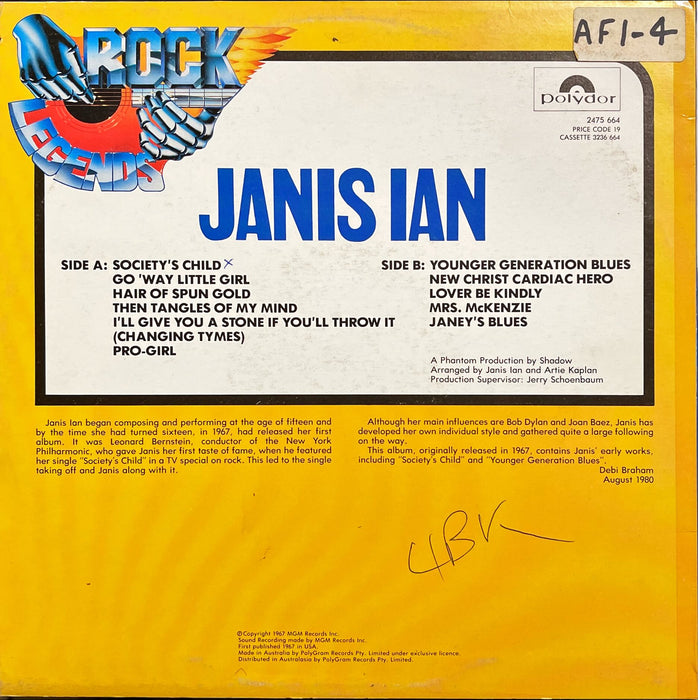 ROCK
LEGENDS
AF1-4
polydor
2475 664
PRICE CODE 19
CASSETTE 3236 664
JANIS IAN
SIDE A: SOCIETY'S CHILD x
GO 'WAY LITTLE GIRL
HAIR OF SPUN GOLD
THEN TANGLES OF MY MIND
I'LL GIVE YOU A STONE IF YOU'LL THROW IT
(CHANGING TYMES)
PRO-GIRL
SIDE B: YOUNGER GENERATION BLUES
NEW CHRIST CARDIAC HERO
LOVER BE KINDLY
MRS. McKENZIE
JANEY'S BLUES
A Phantom Production by Shadow
Arranged by Janis Ian and Artie Kaplan
Production Supervisor: Jerry Schoenbaum
Janis Ian began composing and performing at the age of fifteen and
by the time she had turned sixteen, in 1967, had released her first
album. It was Leonard Bernstein, conductor of the New York
Philharmonic, who gave Janis her first taste of fame, when he featured
her single "Society's Child" in a TV special on rock. This led to the single
taking off and Janis along with it.
Although her main influences are Bob Dylan and Joan Baez, Janis has
developed her own individual style and gathered quite a large following
on the way.
This album, originally released in 1967, contains Janis' early works,
including "Society's Child" and "Younger Generation Blues".
Debi Braham
August 1980
℗Copyright 1967 MGM Records Inc.
Sound Recording made by MGM Records Inc.
First published 1967 in USA.
Made in Australia by PolyGram Records Pty. Limited under exclusive licence.
Distributed in Australasia by PolyGram Records Pty. Limited.